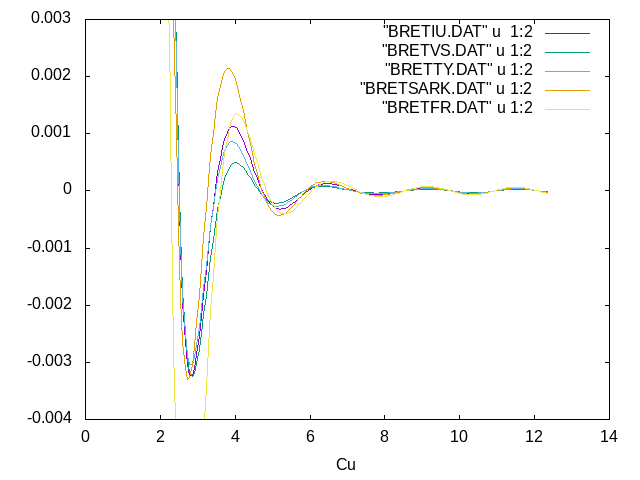 0.003
0.002
0.001
0
-0.001
-0.002
-0.003
-0.004
"BRETIU.DAT" u  1:2
"BRETVS.DAT" u 1:2
"BRETTY.DAT" u 1:2
"BRETSARK.DAT" u 1:2
"BRETFR.DAT" u 1:2
0 2 4 6 8 10 12 14
Cu